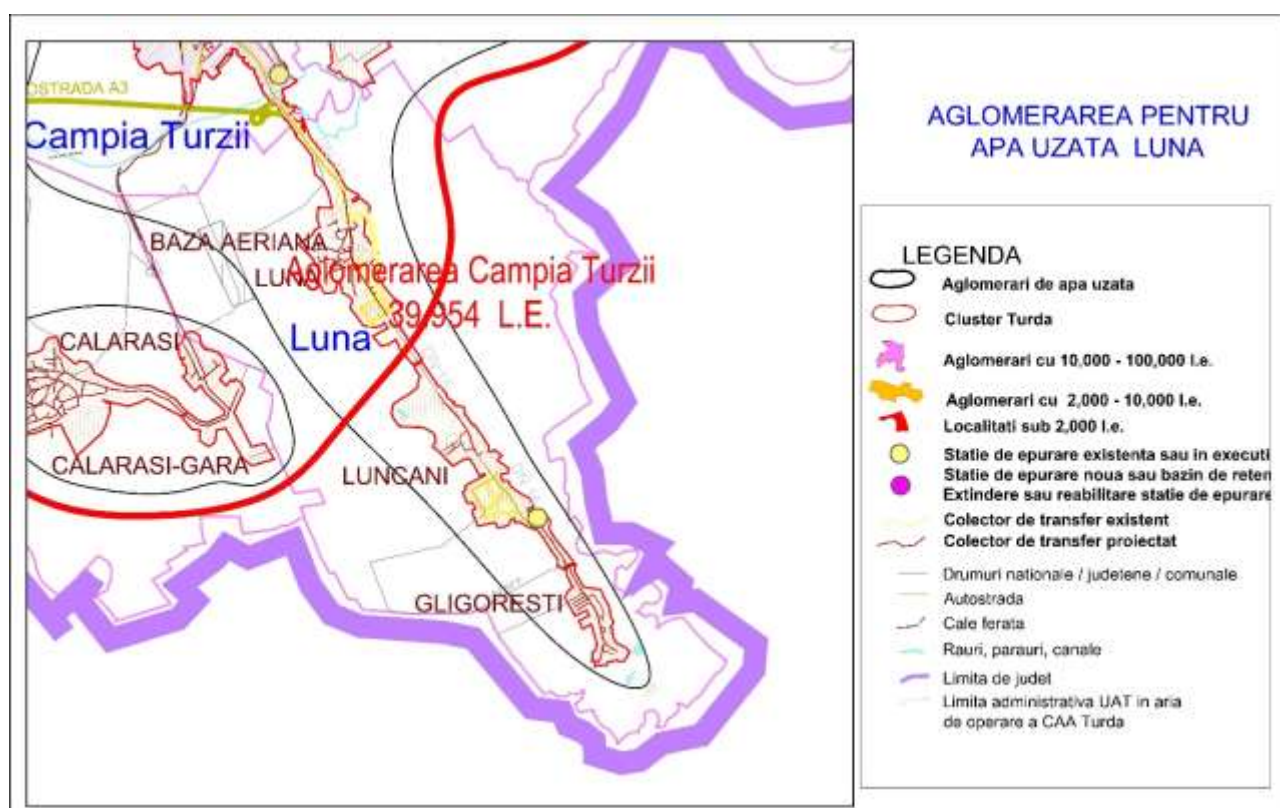 OSTRADA A3
Campia Turzii
BAZA AERIANA
LUNA
Aglomerarea Campia Turzii
39.954 L.E.
Luna
CALARASI
CALARASI-GARA
LUNCANI
GLIGORESTI
AGLOMERAREA PENTRU
APA UZATA LUNA
LEGENDA
Aglomerari de apa uzata
Cluster Turda
Aglomerari cu 10,000 - 100,000 l.e.
Aglomerari cu 2,000 - 10,000 l.e.
Localitati sub 2,000 l.e.
Statie de epurare existenta sau in executi
Statie de epurare noua sau bazin de reten
Extindere sau reabilitare statie de epurare
Colector de transfer existent
Colector de transfer proiectat
Drumuri nationale / judetene / comunale
Autostrada
Cale ferata
Rauri, parauri, canale
Limita de judet
Limita administrativa UAT in aria
de operare a CAA Turda